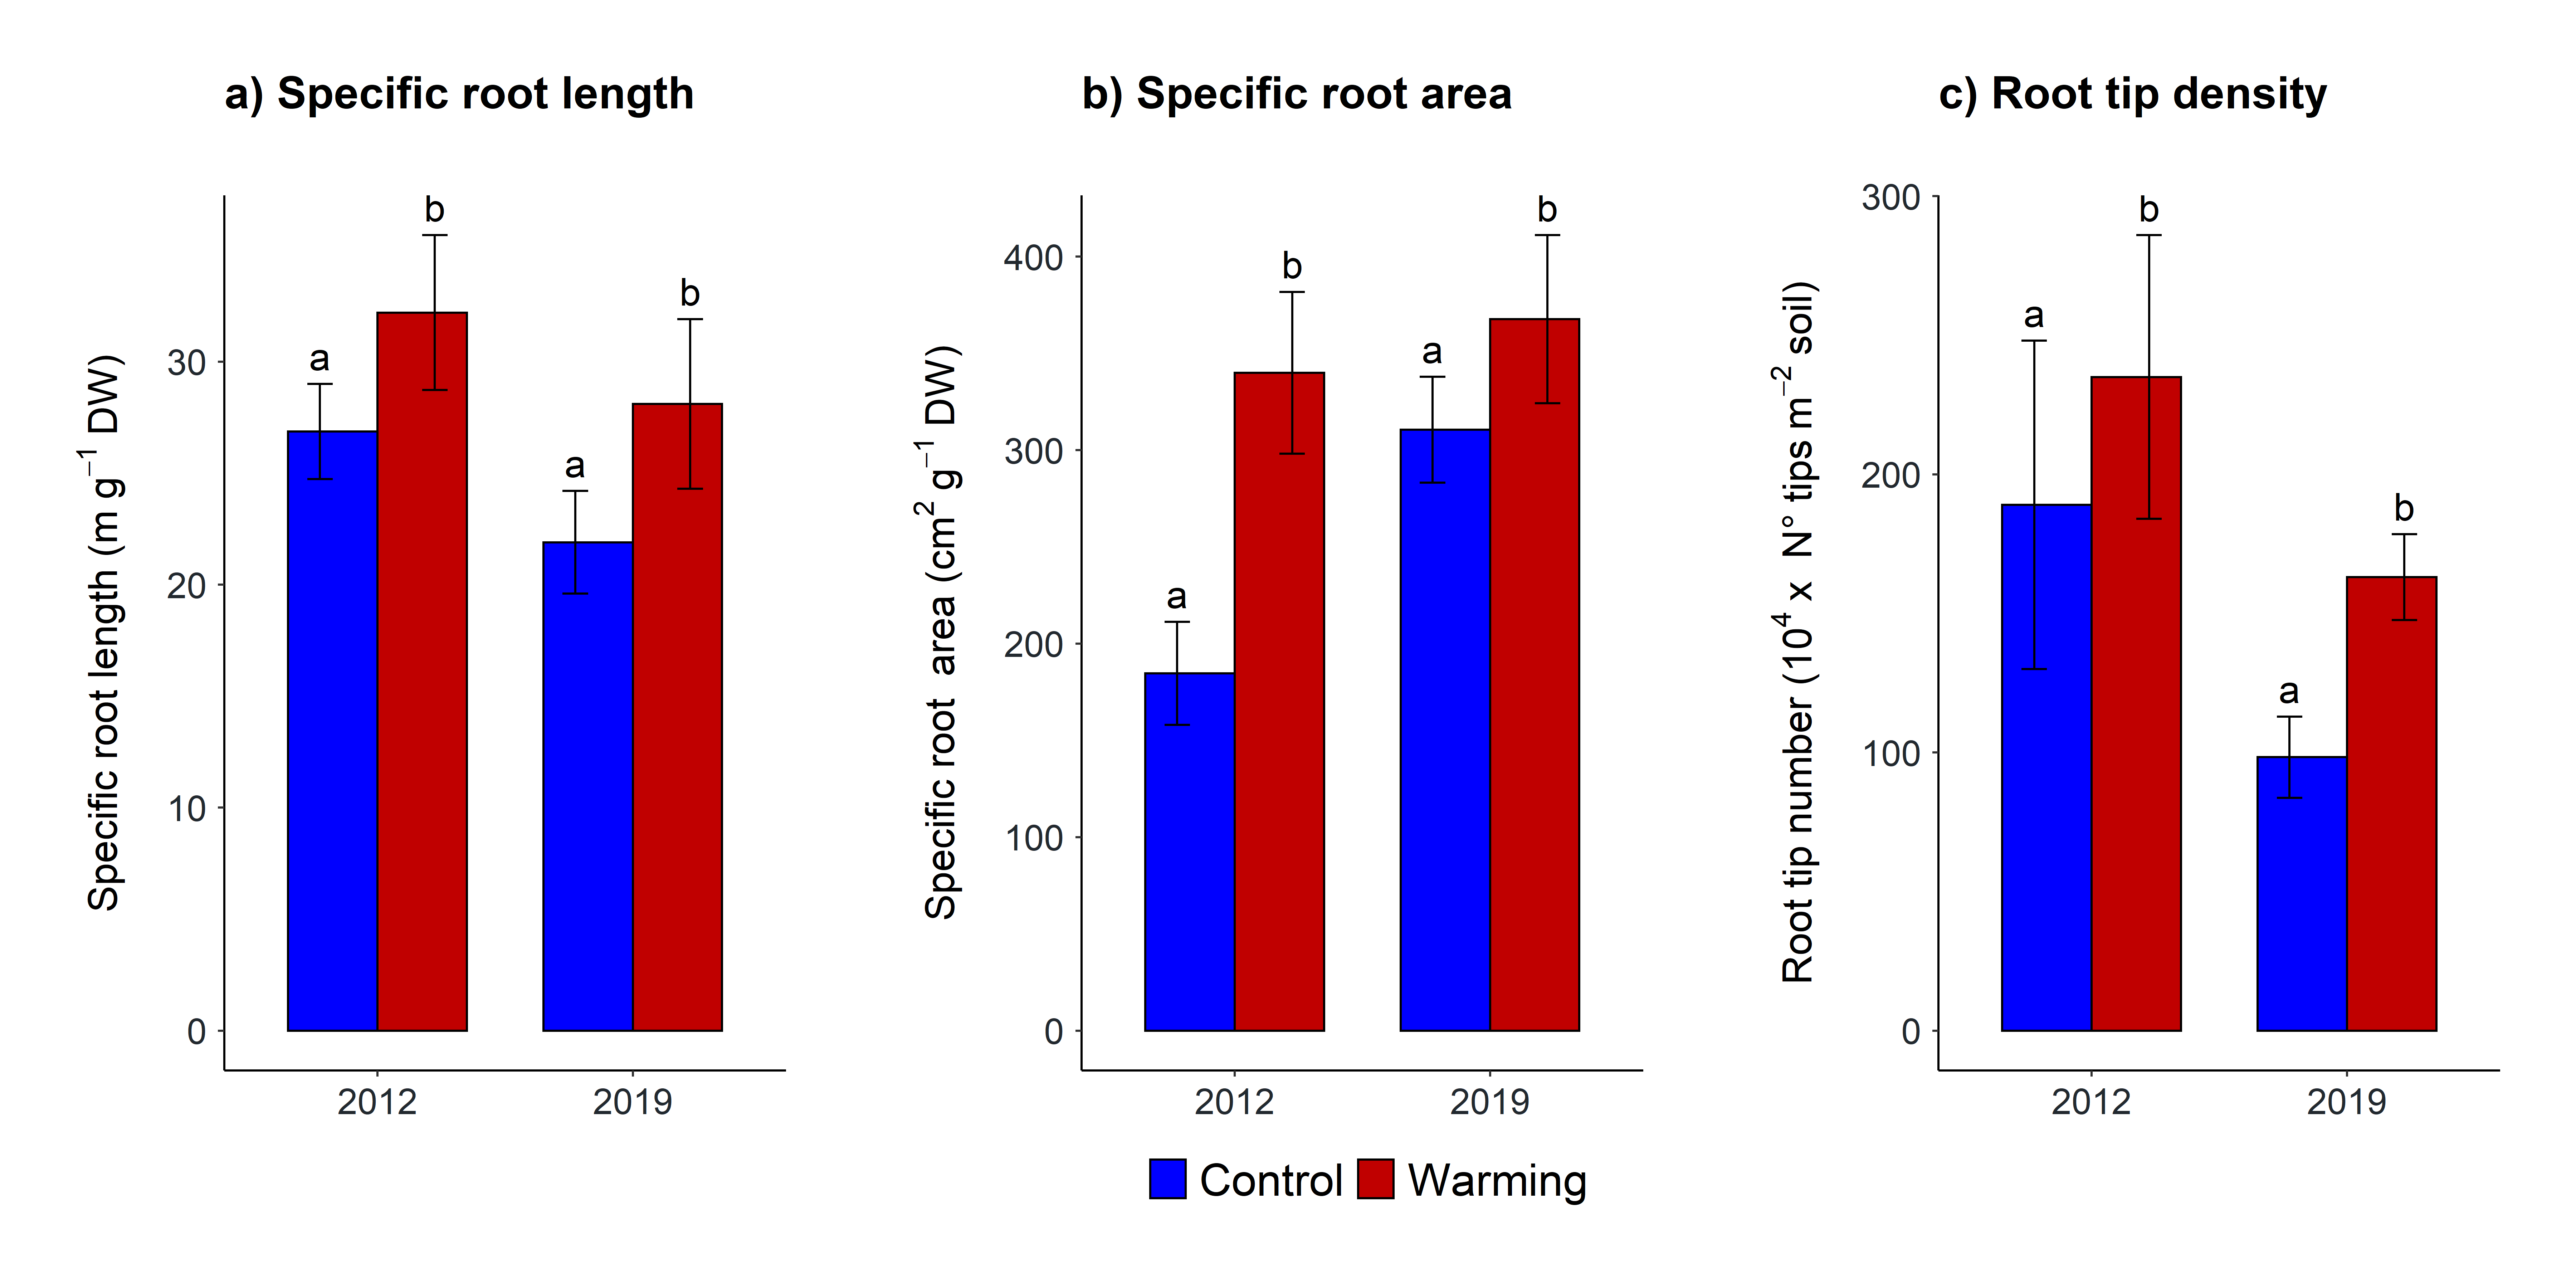 a) Specific root length
b) Specific root area
c) Root tip density
Specific root length (m g⁻¹ DW)
30
20
10
0
a
b
a
b
2012
2019
Specific root area (cm² g⁻¹ DW)
400
300
200
100
0
a
b
a
b
2012
2019
Root tip number (10⁴ x N° tips m⁻² soil)
300
200
100
0
a
b
a
b
2012
2019
Control
Warming